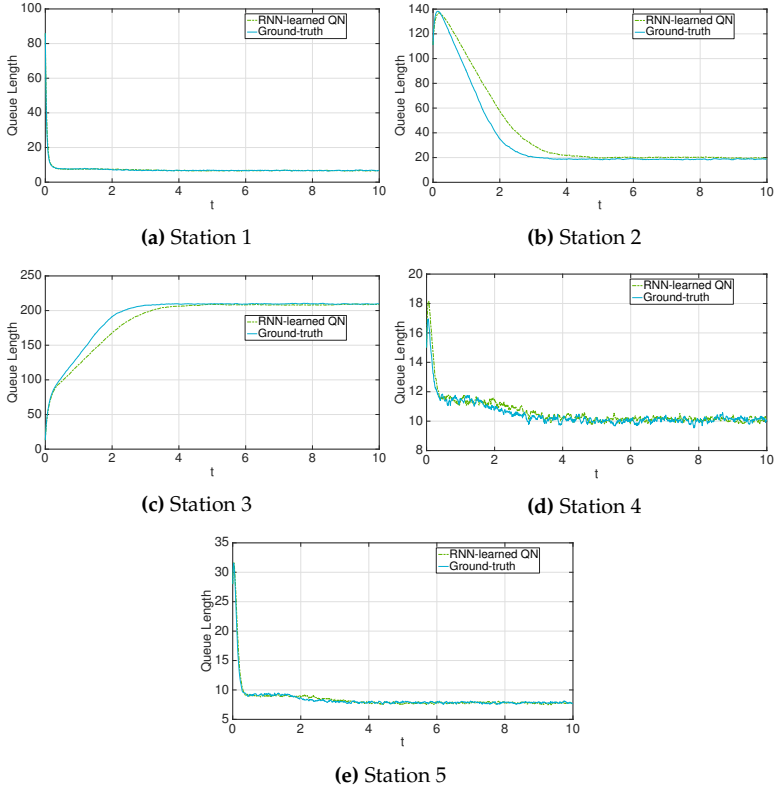 100
80
60
40
20
0
Queue Length
0 2 4 6 8 10
t
RNN-learned QN
Ground-truth
(a) Station 1
140
120
100
80
60
40
20
0
Queue Length
0 2 4 6 8 10
t
RNN-learned QN
Ground-truth
(b) Station 2
250
200
150
100
50
0
Queue Length
0 2 4 6 8 10
t
RNN-learned QN
Ground-truth
(c) Station 3
20
18
16
14
12
10
8
Queue Length
0 2 4 6 8 10
t
RNN-learned QN
Ground-truth
(d) Station 4
35
30
25
20
15
10
5
Queue Length
0 2 4 6 8 10
t
RNN-learned QN
Ground-truth
(e) Station 5